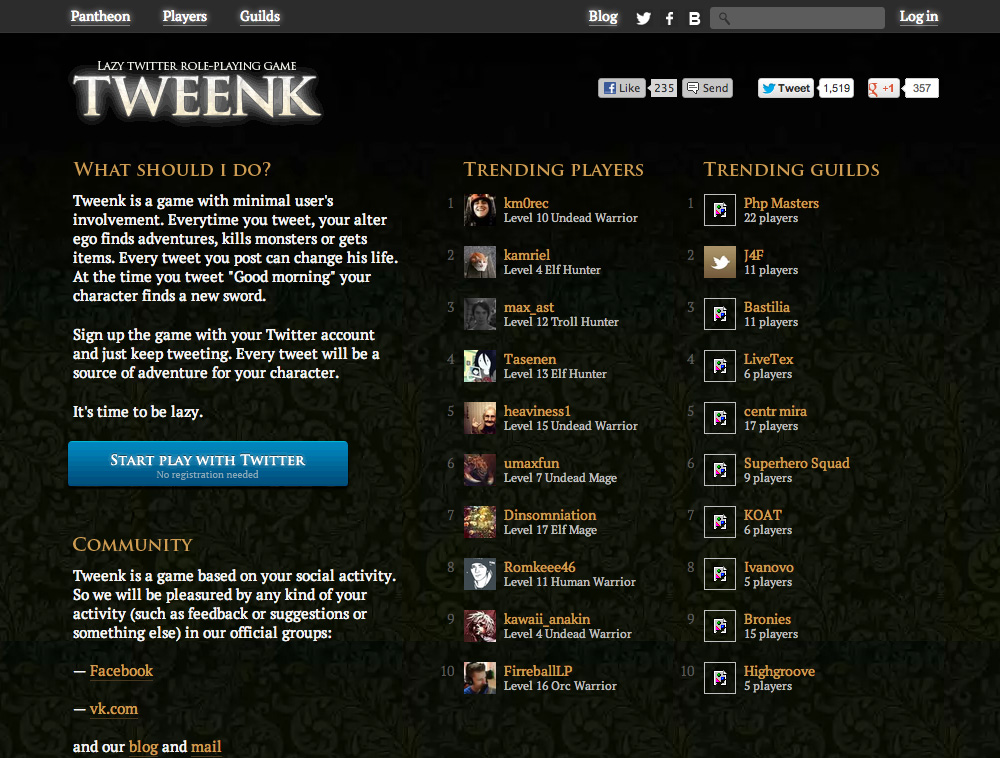 Pantheon Players Guilds Blog Log in
LAZY TWITTER ROLE-PLAYING GAME
TWEENK
Like 235 Send Tweet 1,519 +1 357
WHAT SHOULD I DO?
Tweenk is a game with minimal user's
involvement. Everytime you tweet, your alter
ego finds adventures, kills monsters or gets
items. Every tweet you post can change his life.
At the time you tweet "Good morning" your
character finds a new sword.
Sign up the game with your Twitter account
and just keep tweeting. Every tweet will be a
source of adventure for your character.
It's time to be lazy.
START PLAY WITH TWITTER
No registration needed
COMMUNITY
Tweenk is a game based on your social activity.
So we will be pleasured by any kind of your
activity (such as feedback or suggestions or
something else) in our official groups:
— Facebook
— vk.com
and our blog and mail
TRENDING PLAYERS
1 km0rec
Level 10 Undead Warrior
2 kamriel
Level 4 Elf Hunter
3 max_ast
Level 12 Troll Hunter
4 Tasenen
Level 13 Elf Hunter
5 heaviness1
Level 15 Undead Warrior
6 umaxfun
Level 7 Undead Mage
7 Dinsomniation
Level 17 Elf Mage
8 Romkeee46
Level 11 Human Warrior
9 kawaii_anakin
Level 4 Undead Warrior
10 FirreballLP
Level 16 Orc Warrior
TRENDING GUILDS
1 Php Masters
22 players
2 J4F
11 players
3 Bastilia
11 players
4 LiveTex
6 players
5 centr mira
17 players
6 Superhero Squad
9 players
7 KOAT
6 players
8 Ivanovo
5 players
9 Bronies
15 players
10 Highgroove
5 players